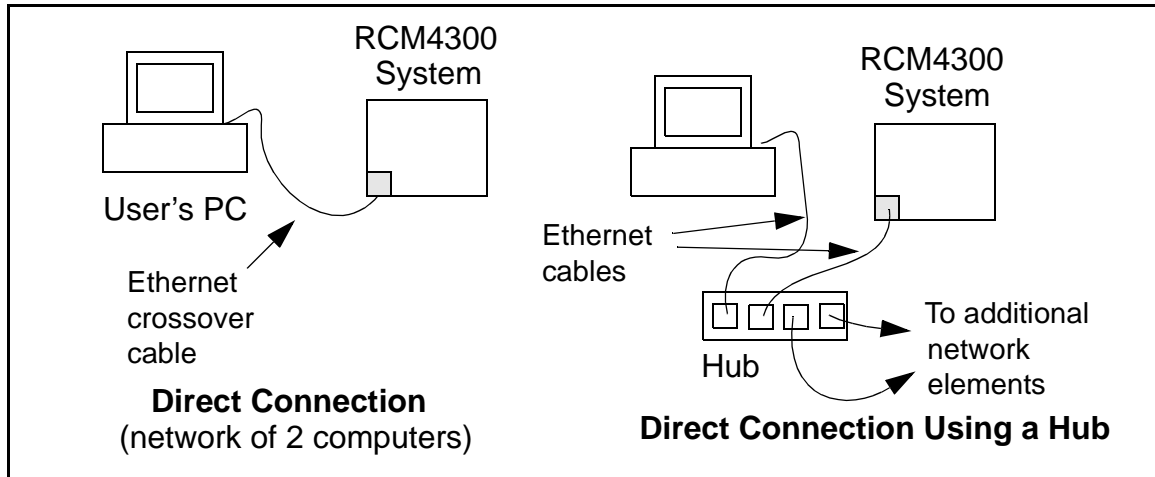 RCM4300
System
User's PC
Ethernet
crossover
cable
Direct Connection
(network of 2 computers)
RCM4300
System
Ethernet
cables
Hub
To additional
network
elements
Direct Connection Using a Hub